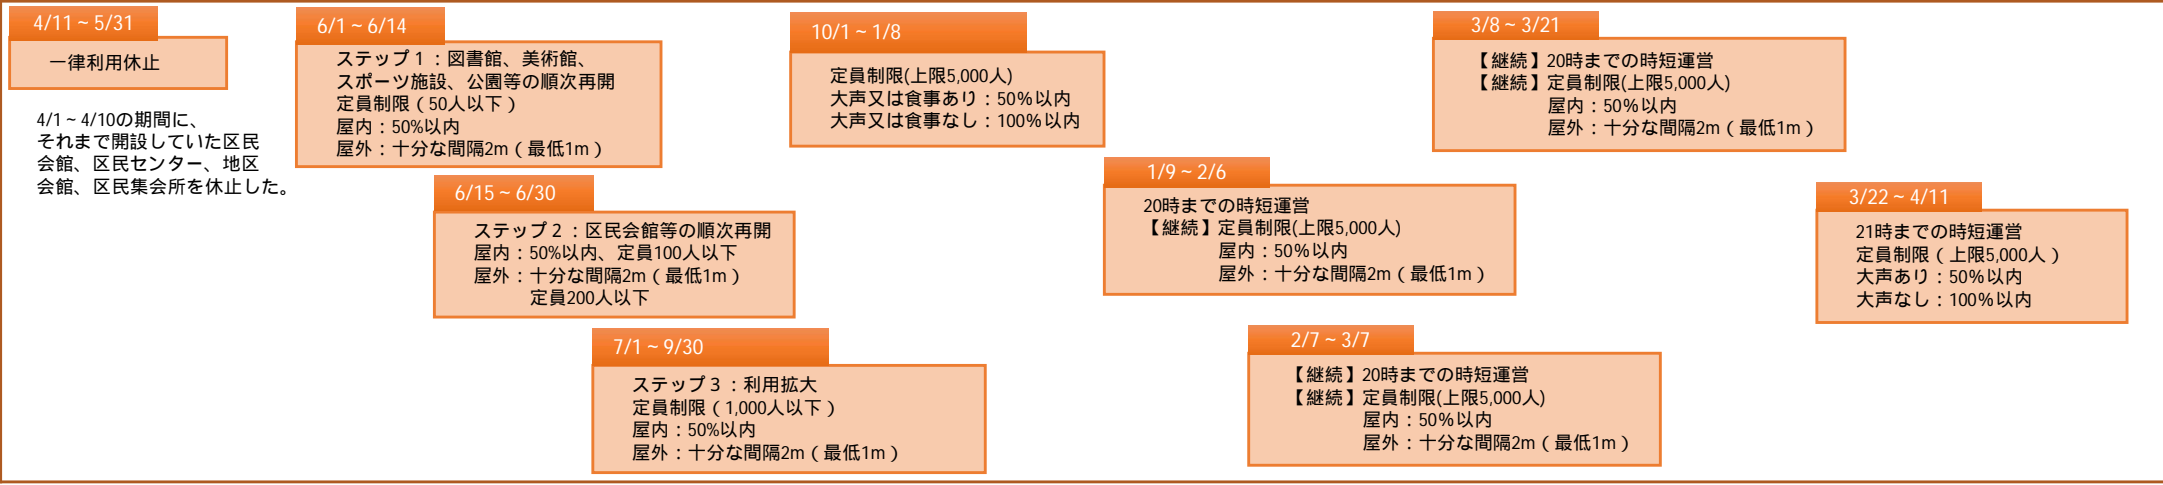 4/11~5/31
一律利用休止
4/1~4/10の期間に、
それまで開設していた区民
会館、区民センター、地区
会館、区民集会所を休止した。
6/1~6/14
ステップ1：図書館、美術館、
スポーツ施設、公園等の順次再開
定員制限（50人以下）
屋内：50%以内
屋外：十分な間隔2m（最低1m）
6/15~6/30
ステップ2：区民会館等の順次再開
屋内：50%以内、定員100人以下
屋外：十分な間隔2m（最低1m）
定員200人以下
7/1~9/30
ステップ3：利用拡大
定員制限（1,000人以下）
屋内：50%以内
屋外：十分な間隔2m（最低1m）
10/1~1/8
定員制限(上限5,000人)
大声又は食事あり：50%以内
大声又は食事なし：100%以内
1/9~2/6
20時までの時短運営
【継続】定員制限(上限5,000人)
屋内：50%以内
屋外：十分な間隔2m（最低1m）
2/7~3/7
【継続】20時までの時短運営
【継続】定員制限(上限5,000人)
屋内：50%以内
屋外：十分な間隔2m（最低1m）
3/8~3/21
【継続】20時までの時短運営
【継続】定員制限(上限5,000人)
屋内：50%以内
屋外：十分な間隔2m（最低1m）
3/22~4/11
21時までの時短運営
定員制限（上限5,000人）
大声あり：50%以内
大声なし：100%以内